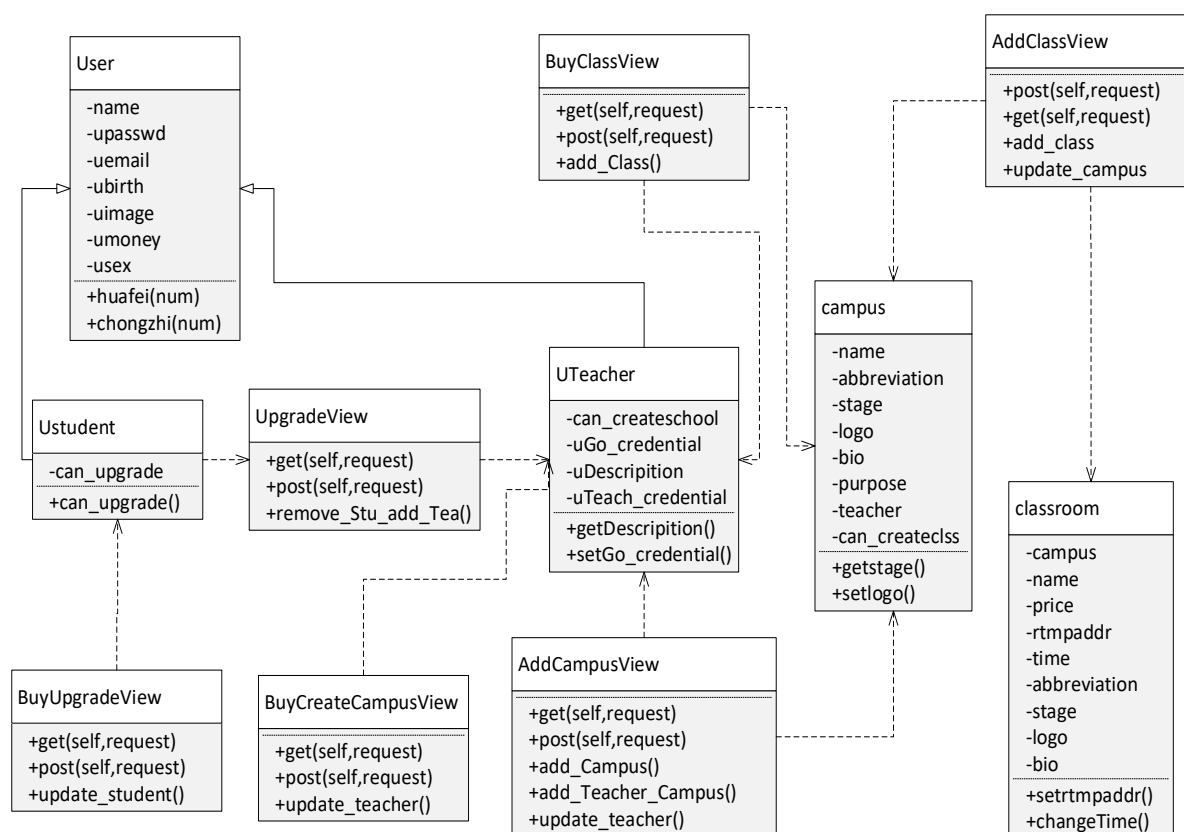 User
-name
-upasswd
-uemail
-ubirth
-uimage
-umoney
-usex
+huafei(num)
+chongzhi(num)
BuyClassView
+get(self,request)
+post(self,request)
+add_Class()
AddClassView
+post(self,request)
+get(self,request)
+add_class
+update_campus
campus
-name
-abbreviation
-stage
-logo
-bio
-purpose
-teacher
-can_createclss
+getstage()
+setlogo()
Ustudent
-can_upgrade
+can_upgrade()
UpgradeView
+get(self,request)
+post(self,request)
+remove_Stu_add_Tea()
UTeacher
-can_createschool
-uGo_credential
-uDescripition
-uTeach_credential
+getDescripition()
+setGo_credential()
classroom
-campus
-name
-price
-rtmpaddr
-time
-abbreviation
-stage
-logo
-bio
+setrtmpaddr()
+changeTime()
BuyUpgradeView
+get(self,request)
+post(self,request)
+update_student()
BuyCreateCampusView
+get(self,request)
+post(self,request)
+update_teacher()
AddCampusView
+get(self,request)
+post(self,request)
+add_Campus()
+add_Teacher_Campus()
+update_teacher()